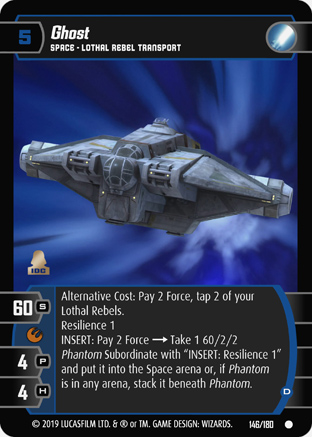 5
Ghost
SPACE • LOTHAL REBEL TRANSPORT
IDC
60 S
4 P
4 H
Alternative Cost: Pay 2 Force, tap 2 of your
Lothal Rebels.
Resilience 1
INSERT: Pay 2 Force → Take 1 60/2/2
Phantom Subordinate with “INSERT: Resilience 1”
and put it into the Space arena or, if Phantom
is in any arena, stack it beneath Phantom.
D
© 2019 LUCASFILM LTD. & ® or TM. GAME DESIGN: WIZARDS.
146/180